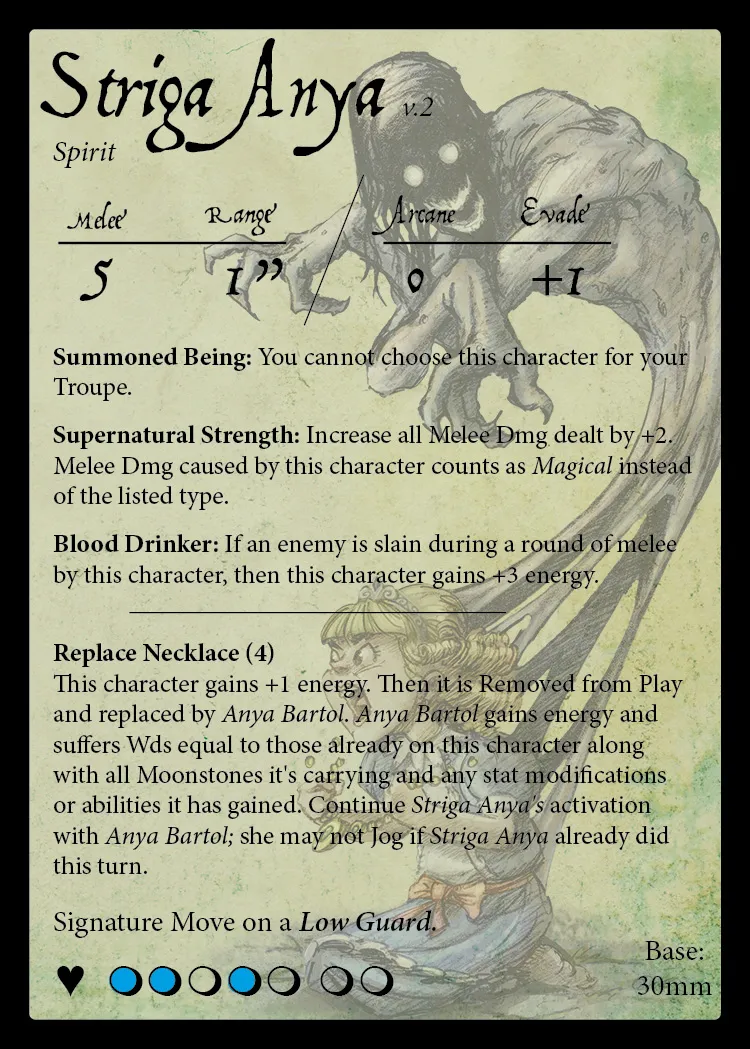 Striga Anya v.2
Spirit
Melee Range Arcane Evade
5 1” 0 +1
Summoned Being: You cannot choose this character for your
Troupe.
Supernatural Strength: Increase all Melee Dmg dealt by +2.
Melee Dmg caused by this character counts as Magical instead
of the listed type.
Blood Drinker: If an enemy is slain during a round of melee
by this character, then this character gains +3 energy.
Replace Necklace (4)
This character gains +1 energy. Then it is Removed from Play
and replaced by Anya Bartol. Anya Bartol gains energy and
suffers Wds equal to those already on this character along
with all Moonstones it's carrying and any stat modifications
or abilities it has gained. Continue Striga Anya's activation
with Anya Bartol; she may not Jog if Striga Anya already did
this turn.
Signature Move on a Low Guard.
Base:
30mm